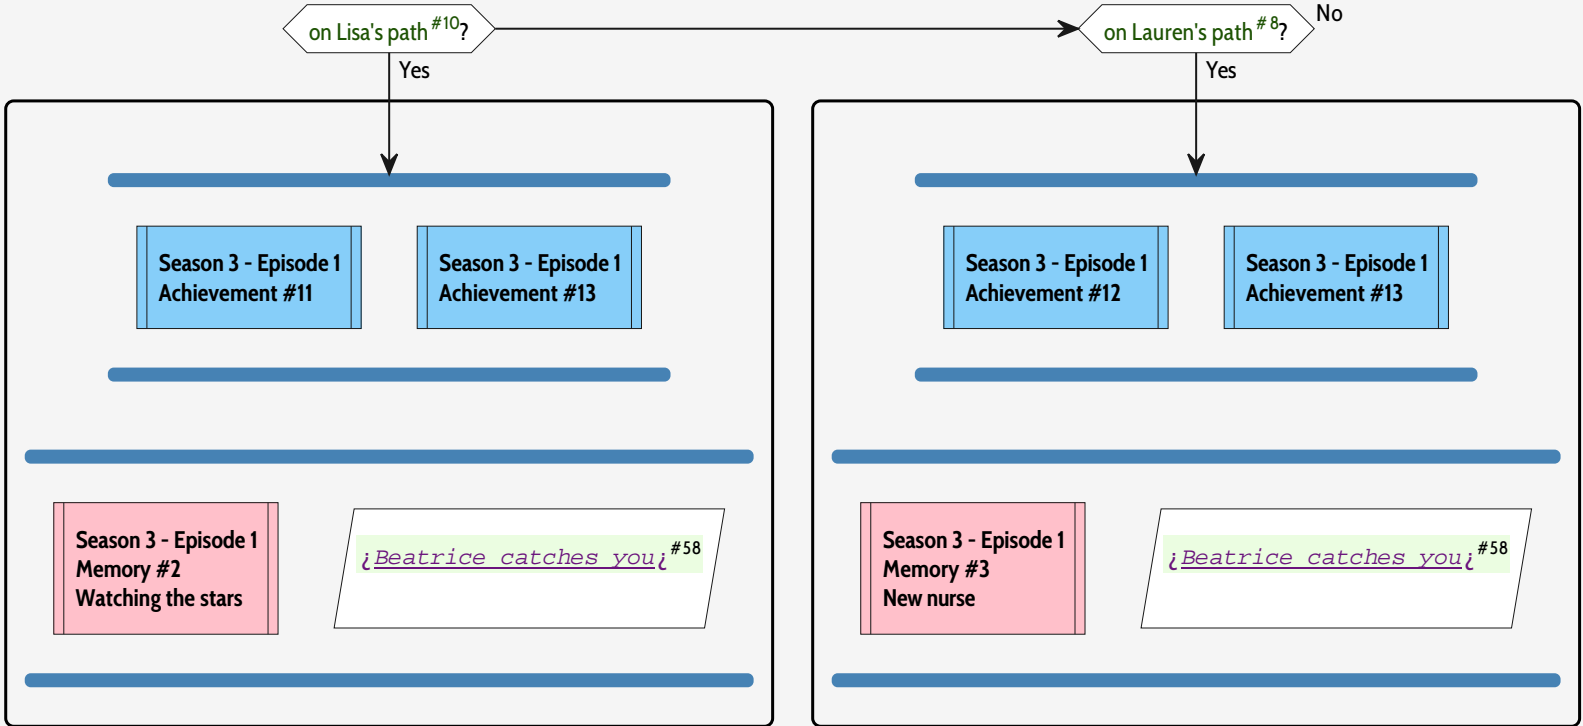 on Lisa's path #10?
on Lauren's path # 8?
No
Yes
Yes
Season 3 - Episode 1
Achievement #11
Season 3 - Episode 1
Achievement #13
Season 3 - Episode 1
Achievement #12
Season 3 - Episode 1
Achievement #13
Season 3 - Episode 1
Memory #2
Watching the stars
¿Beatrice catches you¿ #58
Season 3 - Episode 1
Memory #3
New nurse
¿Beatrice catches you¿ #58